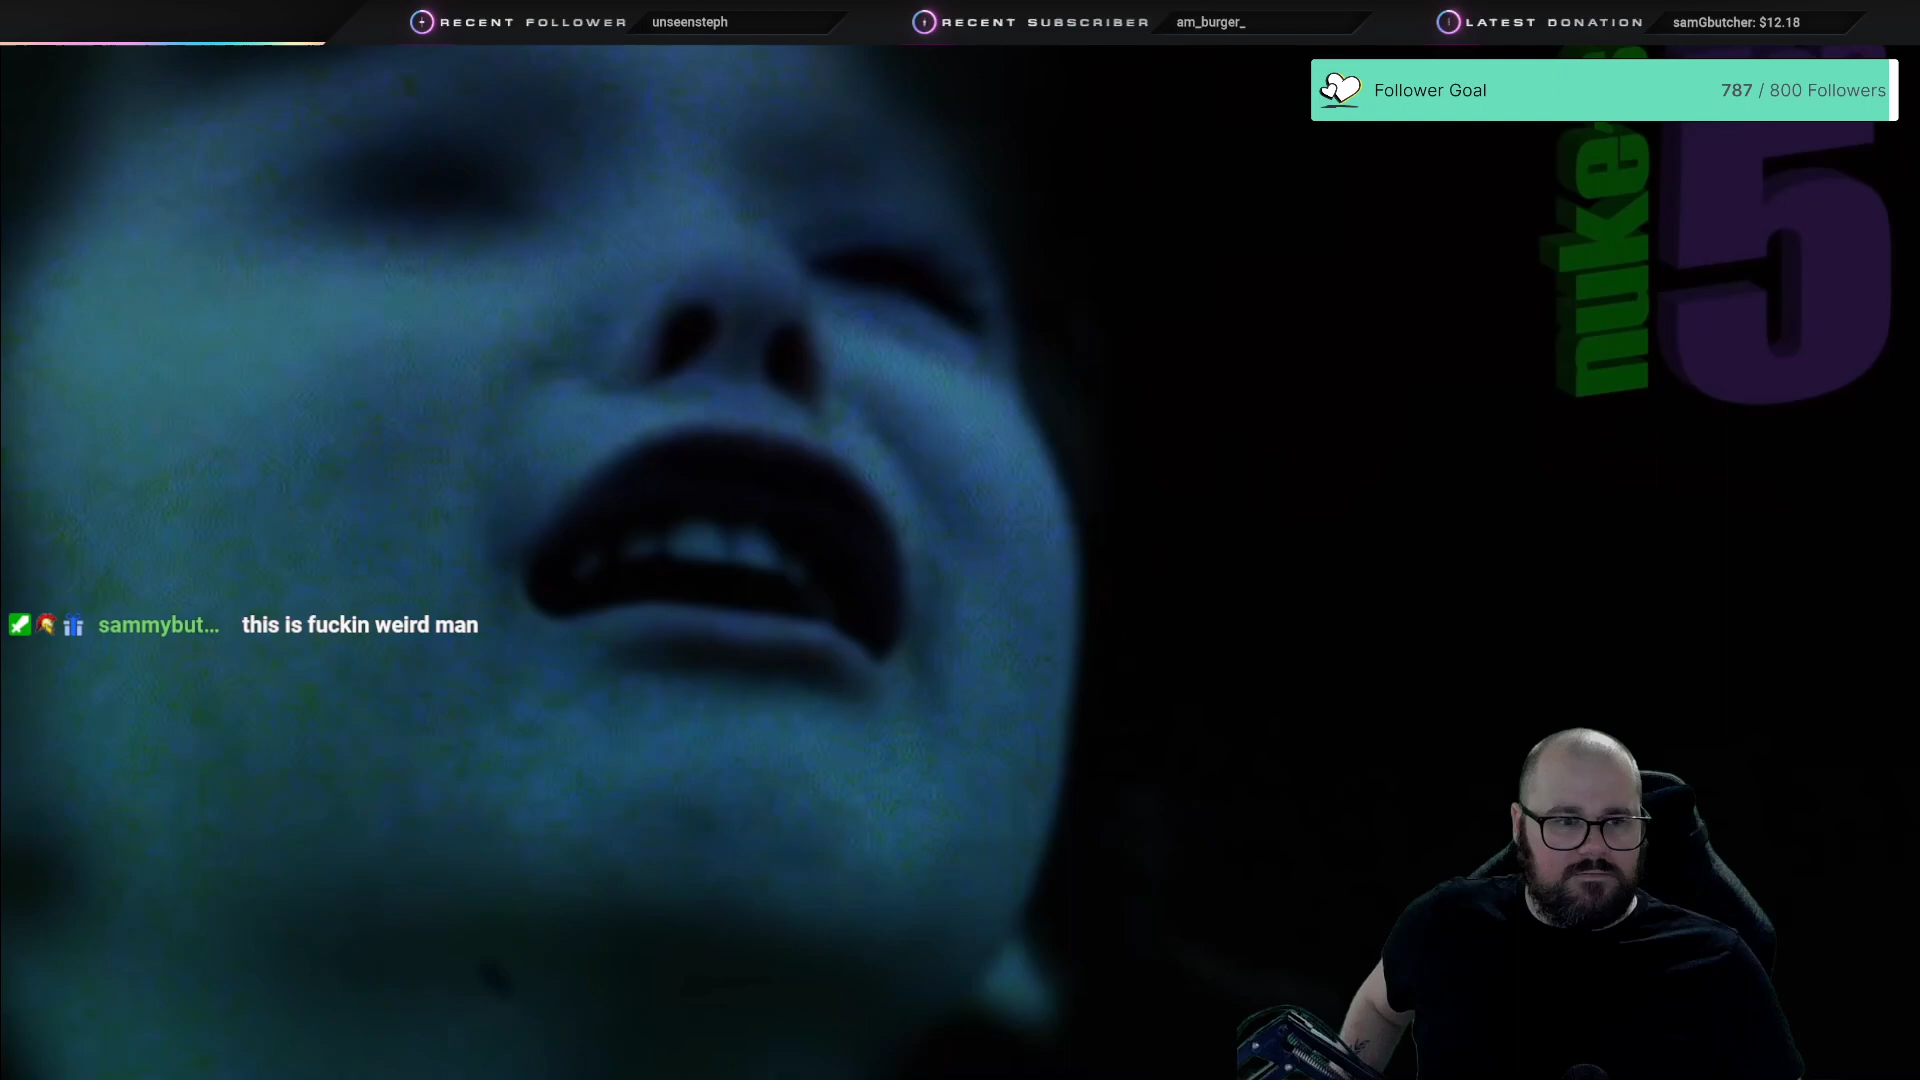 RECENT FOLLOWER unseensteph RECENT SUBSCRIBER am_burger_ LATEST DONATION samGbutcher: $12.18
Follower Goal 787 / 800 Followers
nuke
5
sammybut... this is fuckin weird man